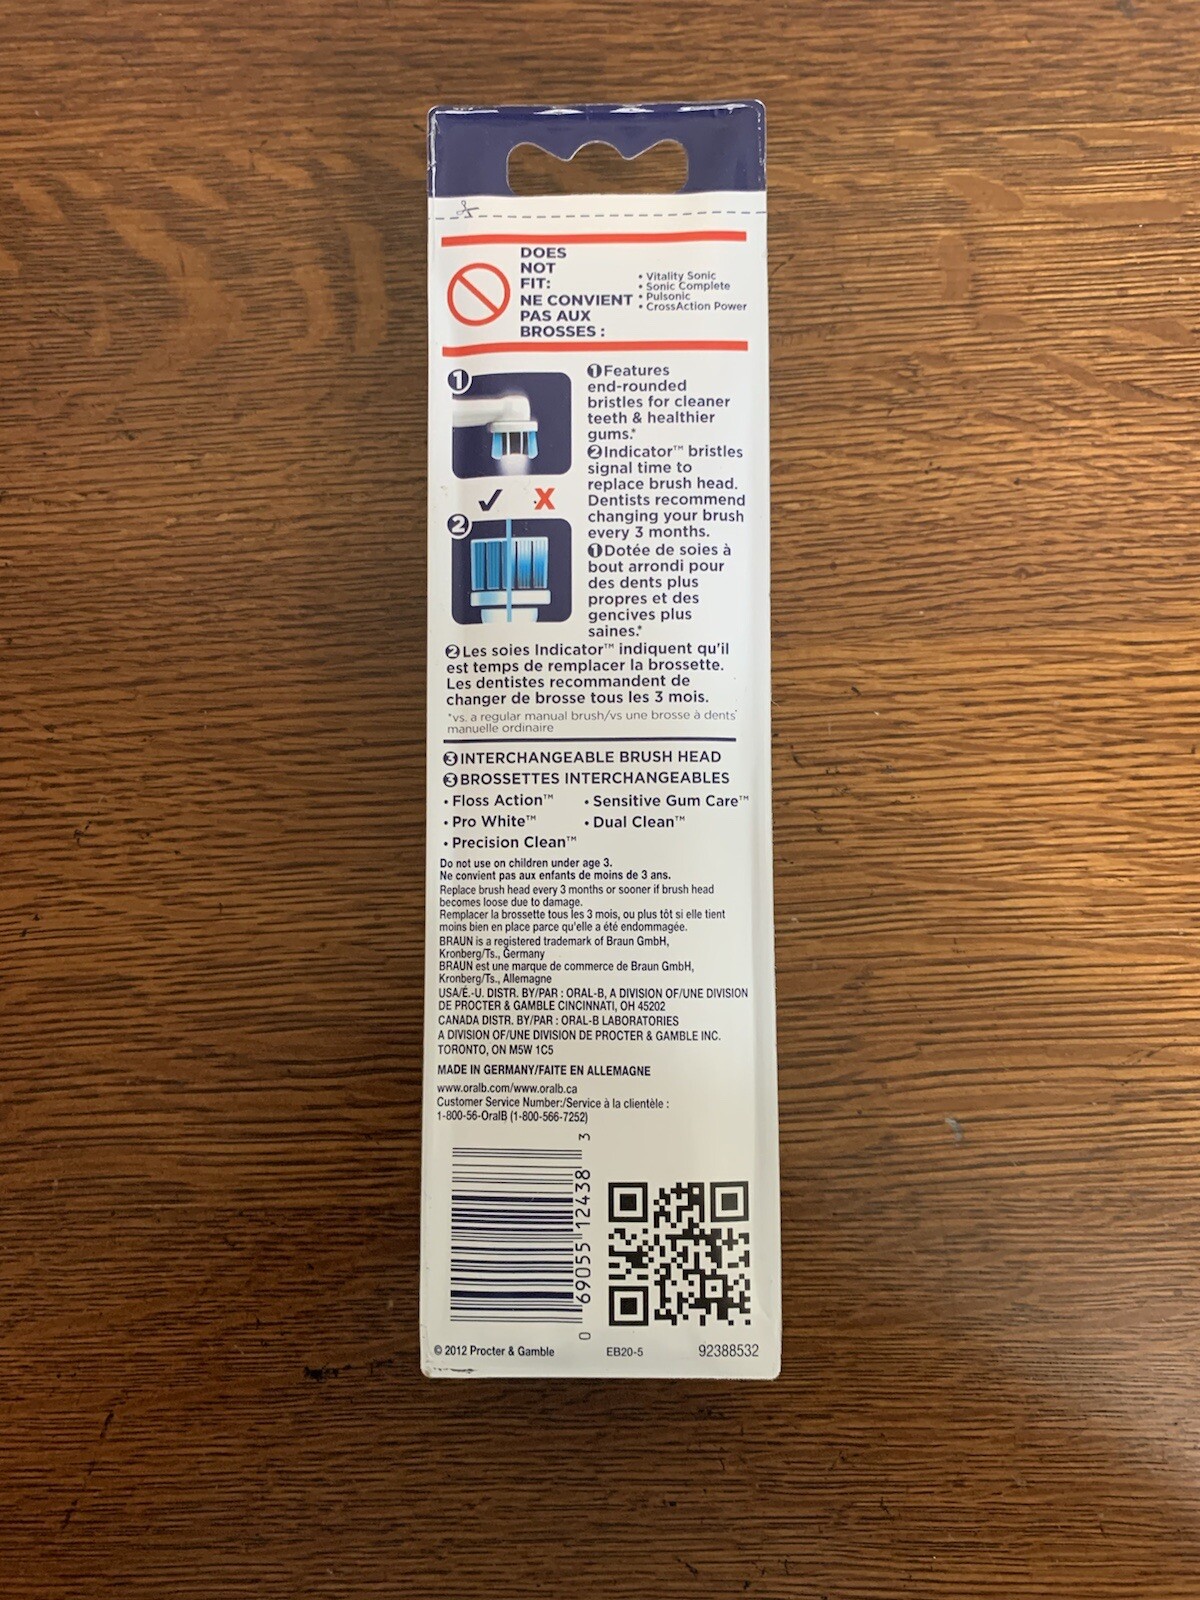 DOES
NOT
FIT:
NE CONVIENT
PAS AUX
BROSSES :
• Vitality Sonic
• Sonic Complete
• Pulsonic
• CrossAction Power
1
❶Features
end-rounded
bristles for cleaner
teeth & healthier
gums.*
❷Indicator™ bristles
signal time to
replace brush head.
Dentists recommend
changing your brush
every 3 months.
✓ X
2
❶Dotée de soies à
bout arrondi pour
des dents plus
propres et des
gencives plus
saines.*
❷Les soies Indicator™ indiquent qu'il
est temps de remplacer la brossette.
Les dentistes recommandent de
changer de brosse tous les 3 mois.
*vs. a regular manual brush/vs une brosse à dents
manuelle ordinaire
❸INTERCHANGEABLE BRUSH HEAD
❸BROSSETTES INTERCHANGEABLES
• Floss Action™ • Sensitive Gum Care™
• Pro White™ • Dual Clean™
• Precision Clean™
Do not use on children under age 3.
Ne convient pas aux enfants de moins de 3 ans.
Replace brush head every 3 months or sooner if brush head
becomes loose due to damage.
Remplacer la brossette tous les 3 mois, ou plus tôt si elle tient
moins bien en place parce qu'elle a été endommagée.
BRAUN is a registered trademark of Braun GmbH,
Kronberg/Ts., Germany
BRAUN est une marque de commerce de Braun GmbH,
Kronberg/Ts., Allemagne
USA/É.-U. DISTR. BY/PAR : ORAL-B, A DIVISION OF/UNE DIVISION
DE PROCTER & GAMBLE CINCINNATI, OH 45202
CANADA DISTR. BY/PAR : ORAL-B LABORATORIES
A DIVISION OF/UNE DIVISION DE PROCTER & GAMBLE INC.
TORONTO, ON M5W 1C5
MADE IN GERMANY/FAITE EN ALLEMAGNE
www.oralb.com/www.oralb.ca
Customer Service Number:/Service à la clientèle :
1-800-56-OralB (1-800-566-7252)
0 69055 12438 3
© 2012 Procter & Gamble EB20-5 92388532